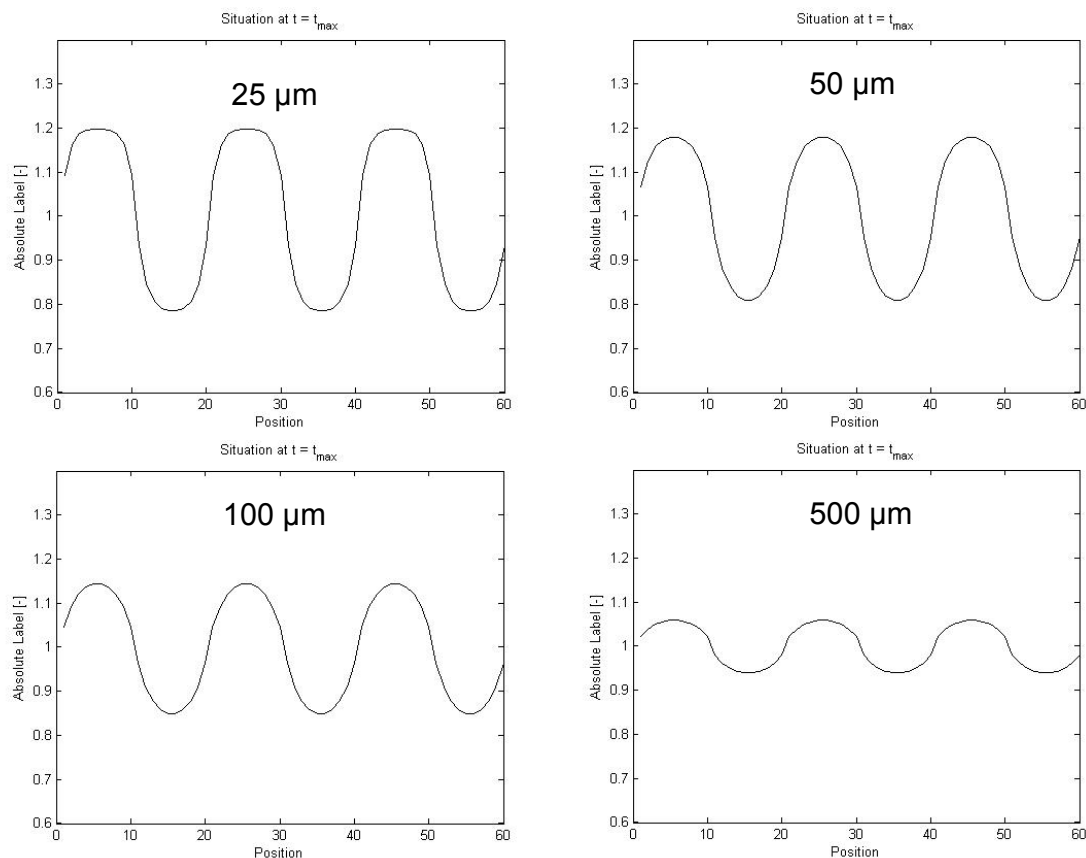 Situation at t = tmax
25 µm
Absolute Label [-]
1.3
1.2
1.1
1
0.9
0.8
0.7
0.6
0 10 20 30 40 50 60
Position
Situation at t = tmax
50 µm
Absolute Label [-]
1.3
1.2
1.1
1
0.9
0.8
0.7
0.6
0 10 20 30 40 50 60
Position
Situation at t = tmax
100 µm
Absolute Label [-]
1.3
1.2
1.1
1
0.9
0.8
0.7
0.6
0 10 20 30 40 50 60
Position
Situation at t = tmax
500 µm
Absolute Label [-]
1.3
1.2
1.1
1
0.9
0.8
0.7
0.6
0 10 20 30 40 50 60
Position